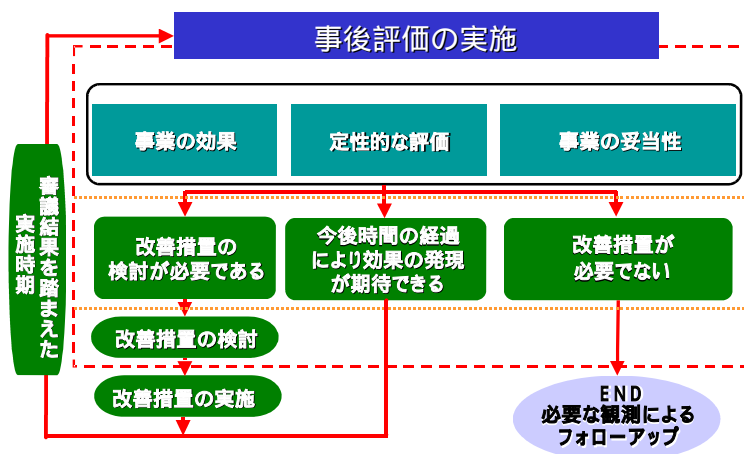 事後評価の実施
事業の効果
定性的な評価
事業の妥当性
審議結果を踏まえた
実施時期
改善措置の
検討が必要である
今後時間の経過
により効果の発現
が期待できる
改善措置が
必要でない
改善措置の検討
改善措置の実施
END
必要な観測による
フォローアップ